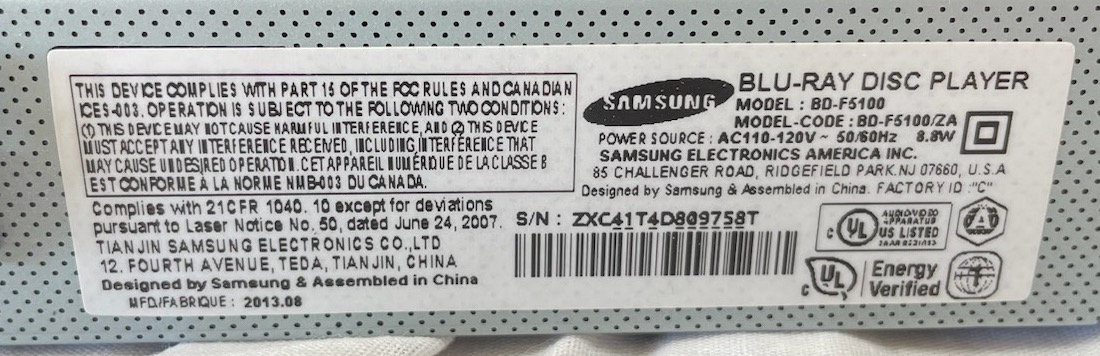 THIS DEVICE COMPLIES WITH PART 15 OF THE FCC RULES AND CANADIAN
ICES-003. OPERATION IS SUBJECT TO THE FOLLOWING TWO CONDITIONS:
(1) THIS DEVICE MAY NOT CAUSE HARMFUL INTERFERENCE, AND (2) THIS DEVICE
MUST ACCEPT ANY INTERFERENCE RECEIVED, INCLUDING INTERFERENCE THAT
MAY CAUSE UNDESIRED OPERATION. CET APPAREIL NUMÉRIQUE DE LA CLASSE B
EST CONFORME À LA NORME NMB-003 DU CANADA.
Complies with 21CFR 1040. 10 except for deviations
pursuant to Laser Notice No. 50, dated June 24, 2007.
TIANJIN SAMSUNG ELECTRONICS CO.,LTD
12. FOURTH AVENUE, TEDA, TIANJIN, CHINA
Designed by Samsung & Assembled in China
MFD/FABRIQUE : 2013.08
SAMSUNG
BLU-RAY DISC PLAYER
MODEL : BD-F5100
MODEL-CODE : BD-F5100/ZA
POWER SOURCE : AC110-120V ~ 50/60Hz 8.8W
SAMSUNG ELECTRONICS AMERICA INC.
85 CHALLENGER ROAD, RIDGEFIELD PARK.NJ 07660, U.S.A
Designed by Samsung & Assembled in China. FACTORY ID :"C"
S/N : ZXC41T4D809758T
c UL US LISTED
AUDIO/VIDEO
APPARATUS
c UL
Energy
Verified